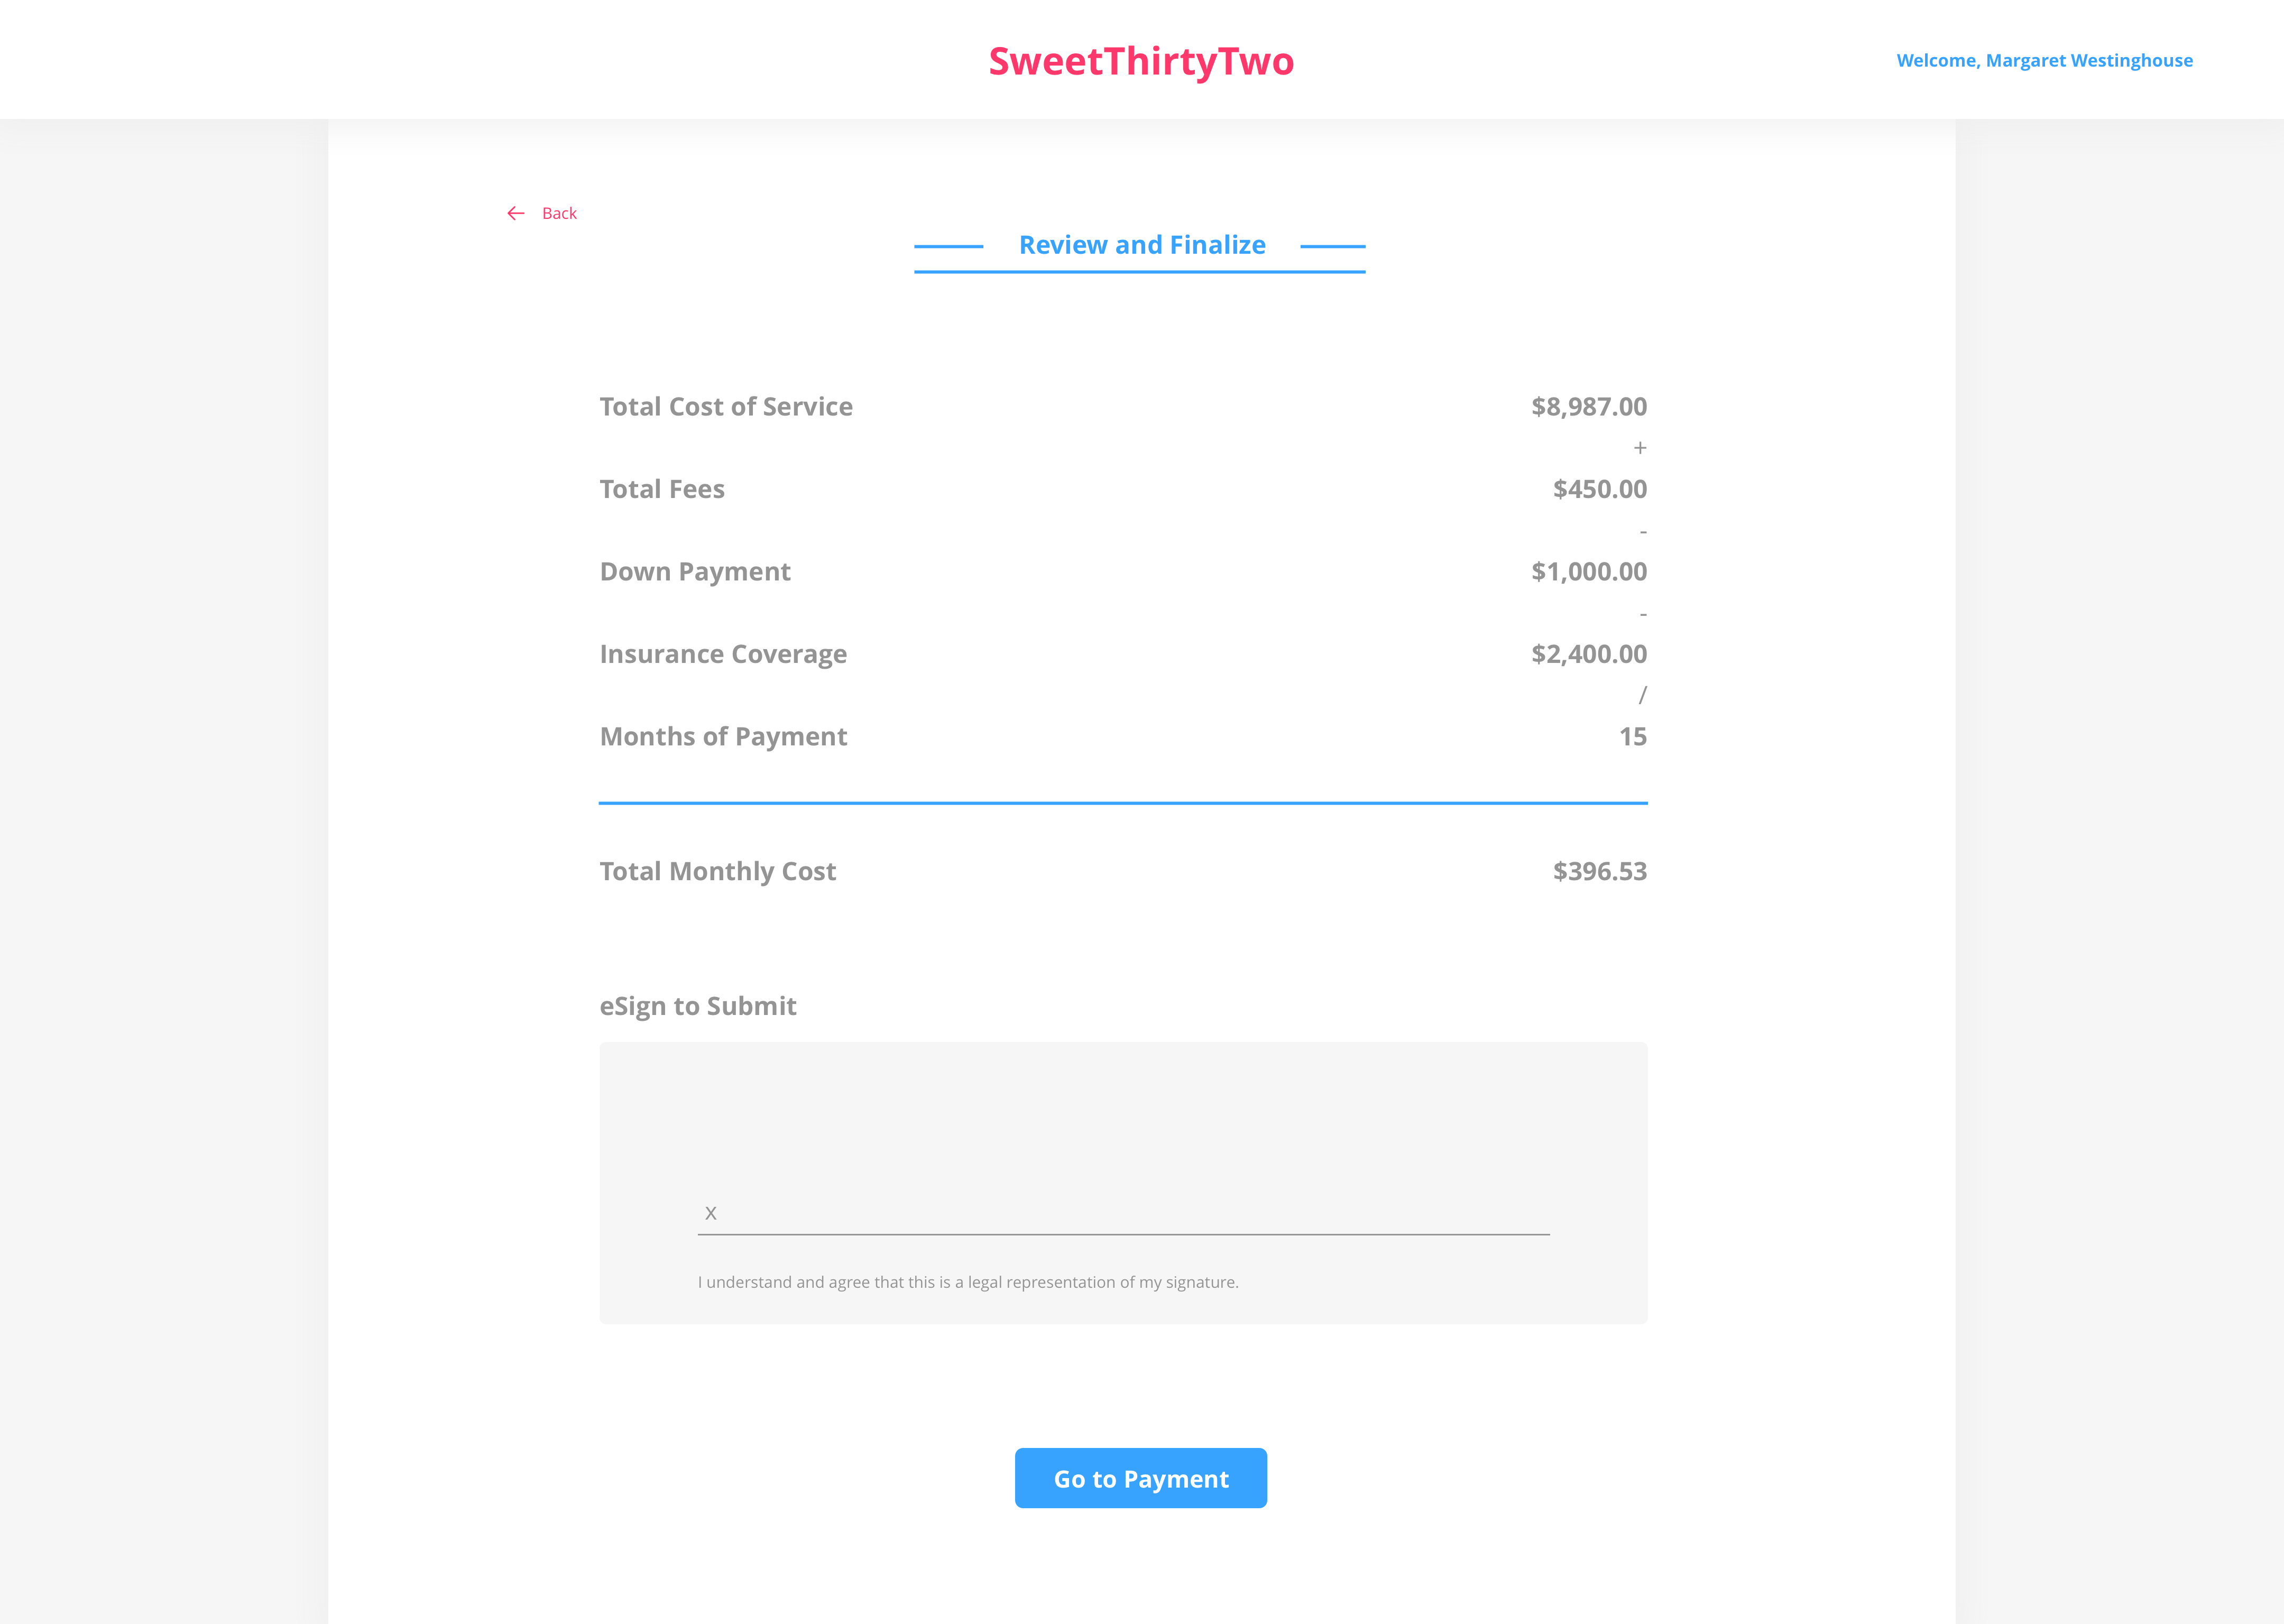 SweetThirtyTwo
Welcome, Margaret Westinghouse
← Back
Review and Finalize
Total Cost of Service $8,987.00
+
Total Fees $450.00
-
Down Payment $1,000.00
-
Insurance Coverage $2,400.00
/
Months of Payment 15
Total Monthly Cost $396.53
eSign to Submit
X
I understand and agree that this is a legal representation of my signature.
Go to Payment